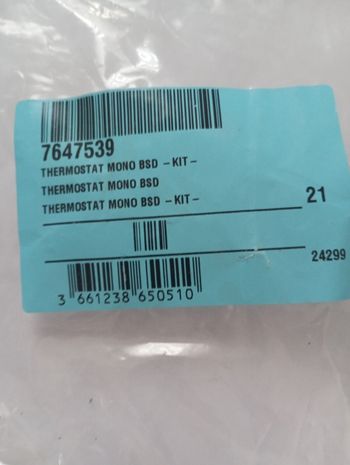 7647539
THERMOSTAT MONO BSD – KIT –
THERMOSTAT MONO BSD
THERMOSTAT MONO BSD – KIT –
21
24299
3 661238 650510